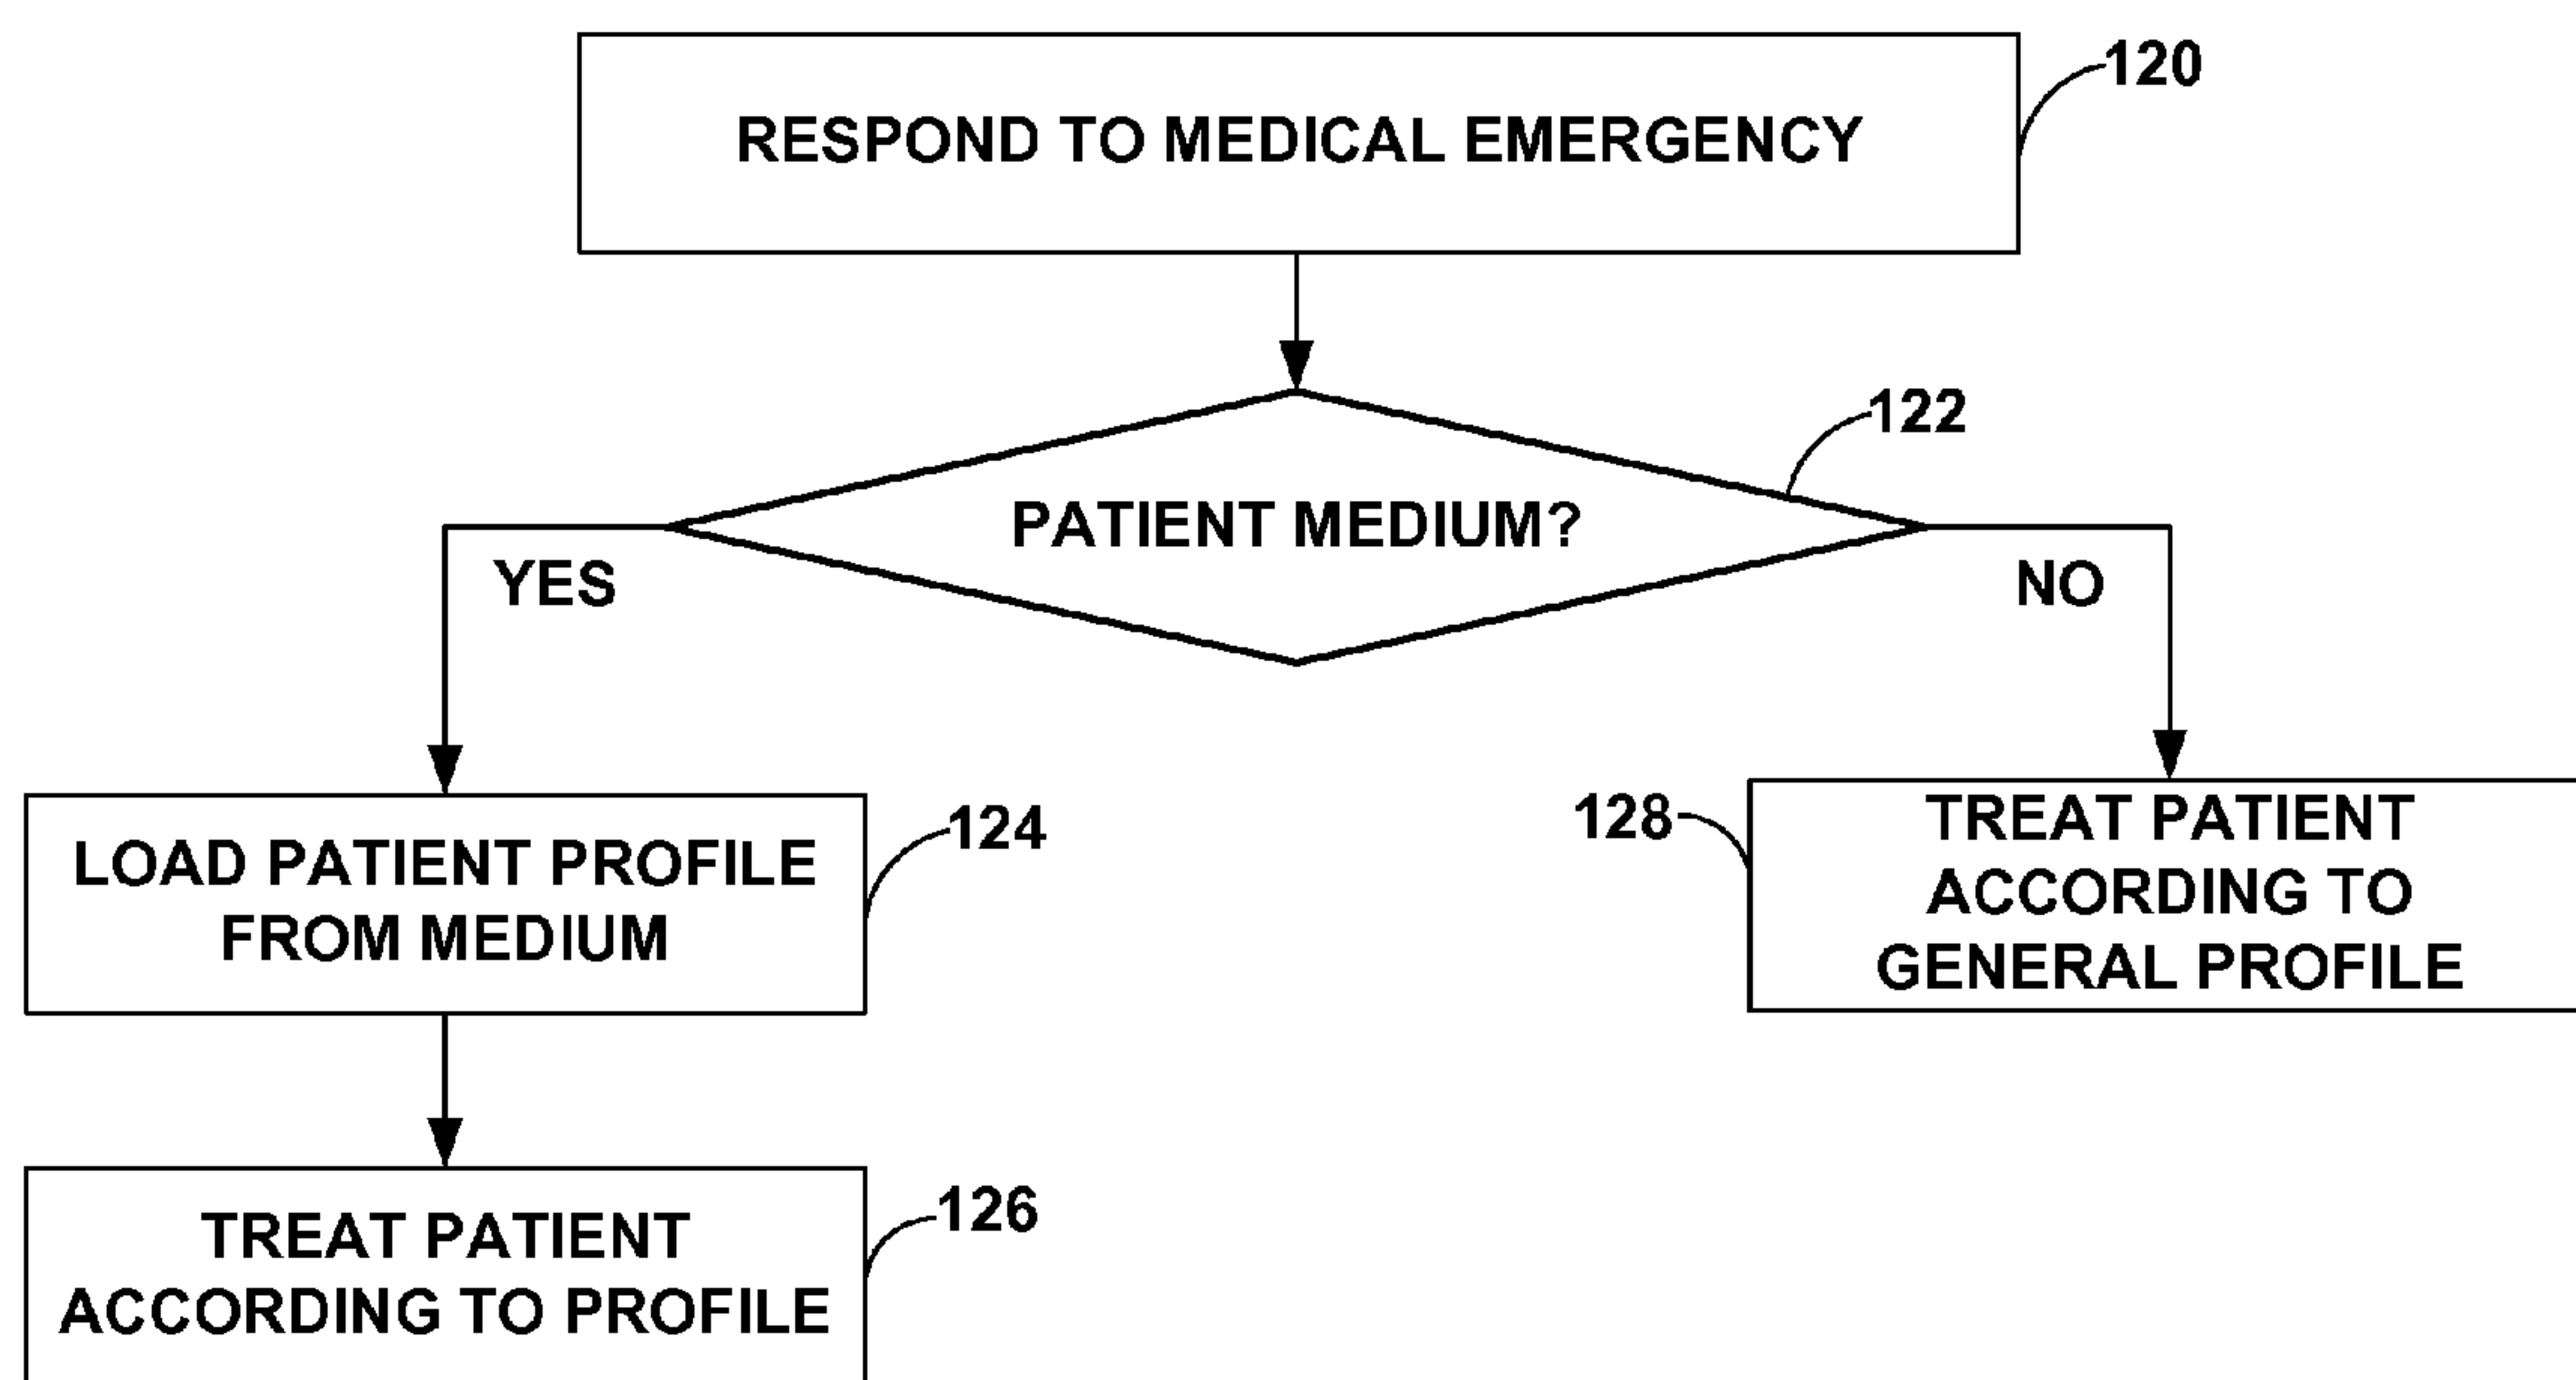 RESPOND TO MEDICAL EMERGENCY
120
122
PATIENT MEDIUM?
YES
NO
LOAD PATIENT PROFILE
FROM MEDIUM
124
128
TREAT PATIENT
ACCORDING TO
GENERAL PROFILE
TREAT PATIENT
ACCORDING TO PROFILE
126